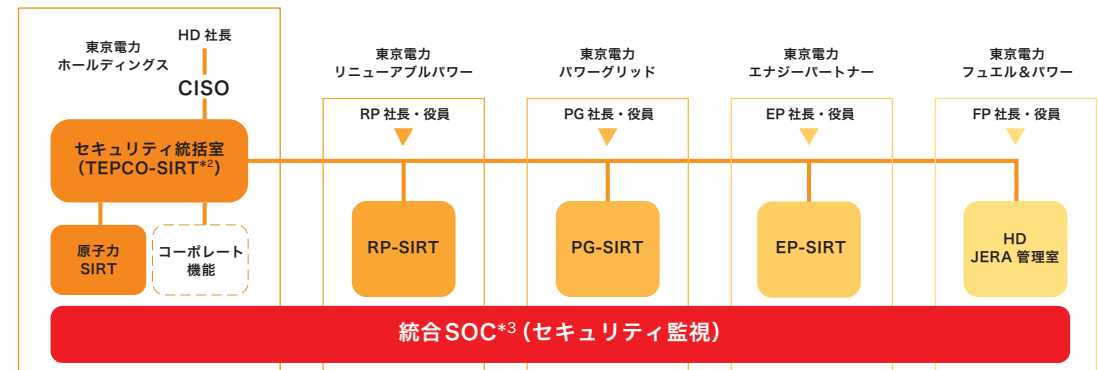 東京電力
ホールディングス
HD 社長
CISO
セキュリティ統括室
（TEPCO-SIRT*2）
原子力
SIRT
コーポレート
機能
東京電力
リニューアブルパワー
RP 社長・役員
RP-SIRT
東京電力
パワーグリッド
PG 社長・役員
PG-SIRT
東京電力
エナジーパートナー
EP 社長・役員
EP-SIRT
東京電力
フュエル＆パワー
FP 社長・役員
HD
JERA 管理室
統合SOC*3（セキュリティ監視）